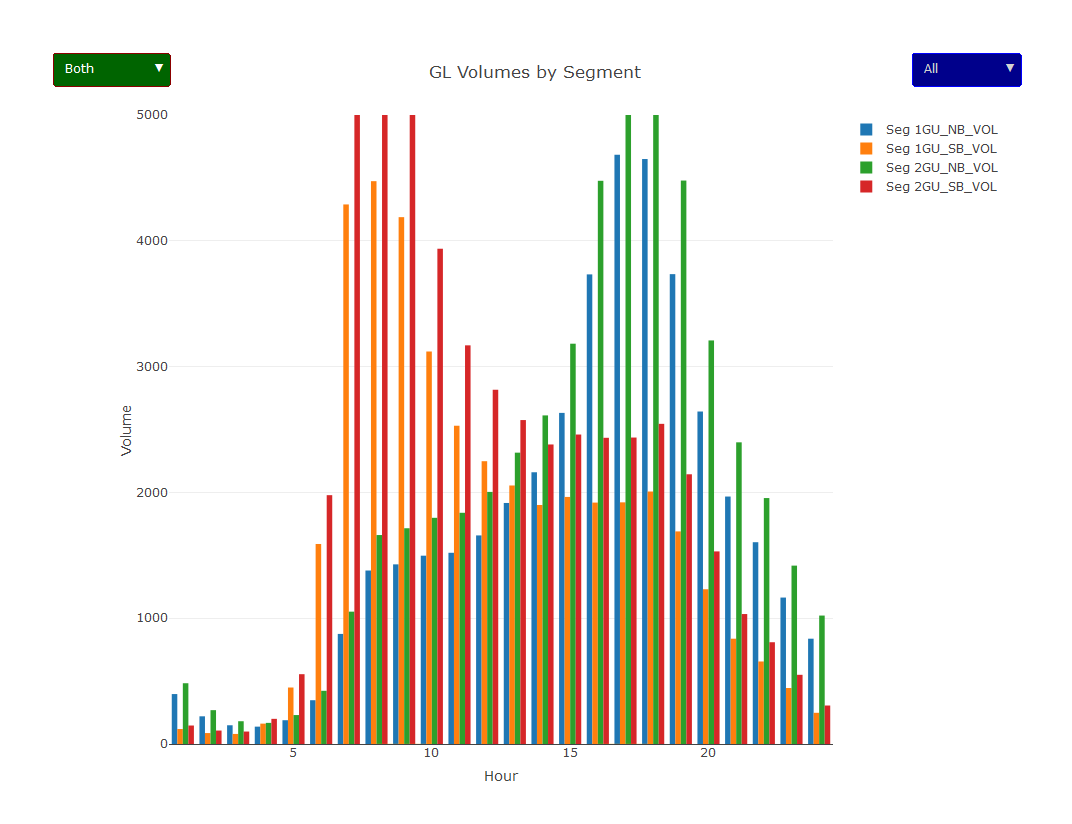 Both ▼
GL Volumes by Segment
All ▼
5000
4000
3000
2000
1000
0
Volume
5
10
15
20
Hour
Seg 1GU_NB_VOL
Seg 1GU_SB_VOL
Seg 2GU_NB_VOL
Seg 2GU_SB_VOL